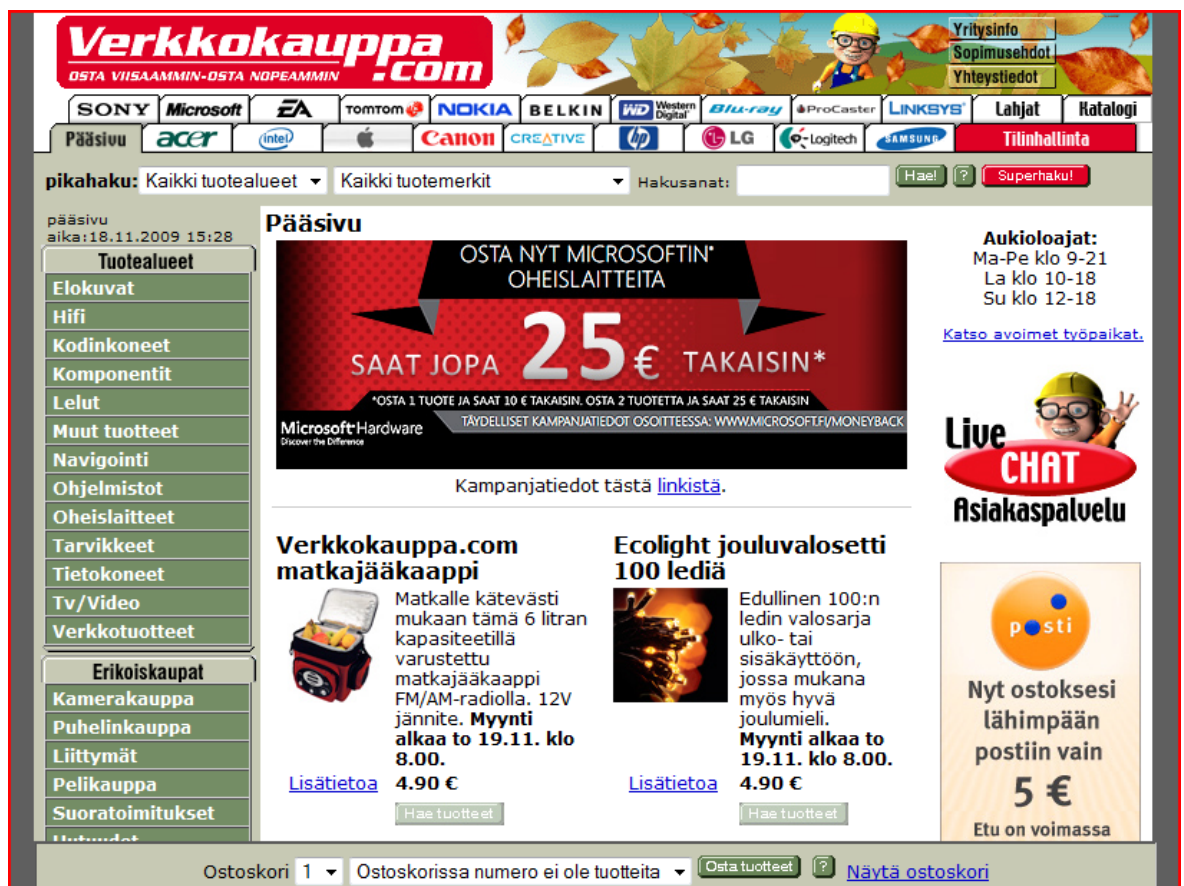 Verkkokauppa
.com
OSTA VIISAAMMIN-OSTA NOPEAMMIN
Yritysinfo
Sopimusehdot
Yhteystiedot
SONY Microsoft EA TOMTOM NOKIA BELKIN WD Western Digital Blu-ray ProCaster LINKSYS Lahjat Katalogi
Pääsivu acer intel Canon CREATIVE hp LG Logitech SAMSUNG Tilinhallinta
pikahaku: Kaikki tuotealueet Kaikki tuotemerkit Hakusanat: Hae! ? Superhaku!
pääsivu
aika:18.11.2009 15:28
Tuotealueet
Elokuvat
Hifi
Kodinkoneet
Komponentit
Lelut
Muut tuotteet
Navigointi
Ohjelmistot
Oheislaitteet
Tarvikkeet
Tietokoneet
Tv/Video
Verkkotuotteet
Erikoiskaupat
Kamerakauppa
Puhelinkauppa
Liittymät
Pelikauppa
Suoratoimitukset
Pääsivu
OSTA NYT MICROSOFTIN*
OHEISLAITTEITA
SAAT JOPA 25 € TAKAISIN*
*OSTA 1 TUOTE JA SAAT 10 € TAKAISIN. OSTA 2 TUOTETTA JA SAAT 25 € TAKAISIN
TÄYDELLISET KAMPANJATIEDOT OSOITTEESSA: WWW.MICROSOFT.FI/MONEYBACK
Microsoft Hardware
Discover the Difference
Kampanjatiedot tästä linkistä.
Verkkokauppa.com
matkajääkaappi
Matkalle kätevästi
mukaan tämä 6 litran
kapasiteetillä
varustettu
matkajääkaappi
FM/AM-radiolla. 12V
jännite. Myynti
alkaa to 19.11. klo
8.00.
Lisätietoa 4.90 €
Hae tuotteet
Ecolight jouluvalosetti
100 lediä
Edullinen 100:n
ledin valosarja
ulko- tai
sisäkäyttöön,
jossa mukana
myös hyvä
joulumieli.
Myynti alkaa to
19.11. klo 8.00.
Lisätietoa 4.90 €
Hae tuotteet
Aukioloajat:
Ma-Pe klo 9-21
La klo 10-18
Su klo 12-18
Katso avoimet työpaikat.
Live
CHAT
Asiakaspalvelu
posti
Nyt ostoksesi
lähimpään
postiin vain
5 €
Etu on voimassa
Ostoskori 1 Ostoskorissa numero ei ole tuotteita Osta tuotteet ? Näytä ostoskori